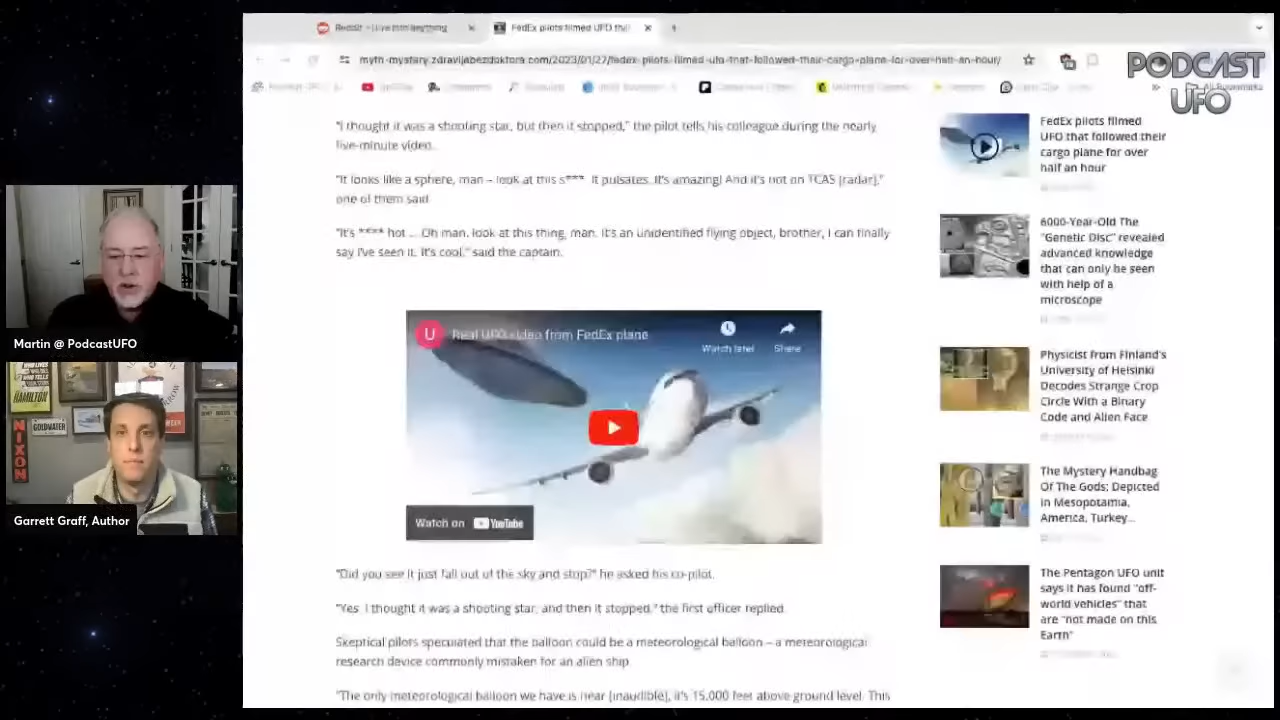 FedEx pilots filmed UFO tha
myth-mystery.zdravljebezdoktora.com/2023/01/27/fedex-pilots-filmed-ufo-that-followed-their-cargo-plane-for-over-half-an-hour/
PODCAST
UFO
"I thought it was a shooting star, but then it stopped," the pilot tells his colleague during the nearly
five-minute video.
"It looks like a sphere, man – look at this s***. It pulsates. It's amazing! And it's not on TCAS [radar],"
one of them said.
"It's **** hot ... Oh man, look at this thing, man. It's an unidentified flying object, brother, I can finally
say I've seen it. It's cool," said the captain.
U
Real UFO video from FedEx plane
Watch later
Share
Watch on YouTube
"Did you see it just fall out of the sky and stop?" he asked his co-pilot.
"Yes. I thought it was a shooting star, and then it stopped," the first officer replied.
Skeptical pilots speculated that the balloon could be a meteorological balloon – a meteorological
research device commonly mistaken for an alien ship.
"The only meteorological balloon we have is near [inaudible], it's 15,000 feet above ground level. This
FedEx pilots filmed
UFO that followed their
cargo plane for over
half an hour
6000-Year-Old The
"Genetic Disc" revealed
advanced knowledge
that can only be seen
with help of a
microscope
Physicist from Finland's
University of Helsinki
Decodes Strange Crop
Circle With a Binary
Code and Alien Face
The Mystery Handbag
Of The Gods: Depicted
in Mesopotamia,
America, Turkey...
The Pentagon UFO unit
says it has found "off-
world vehicles" that
are "not made on this
Earth"
Martin @ PodcastUFO
HAMILTON
GOLDWATER
NIXON
Garrett Graff, Author